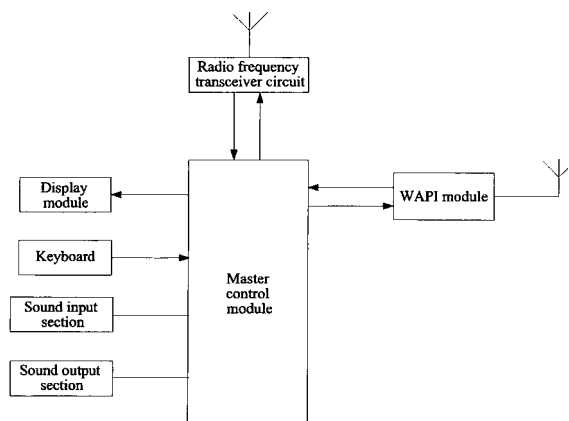 Radio frequency
transceiver circuit
Display
module
WAPI module
Keyboard
Master
control
module
Sound input
section
Sound output
section